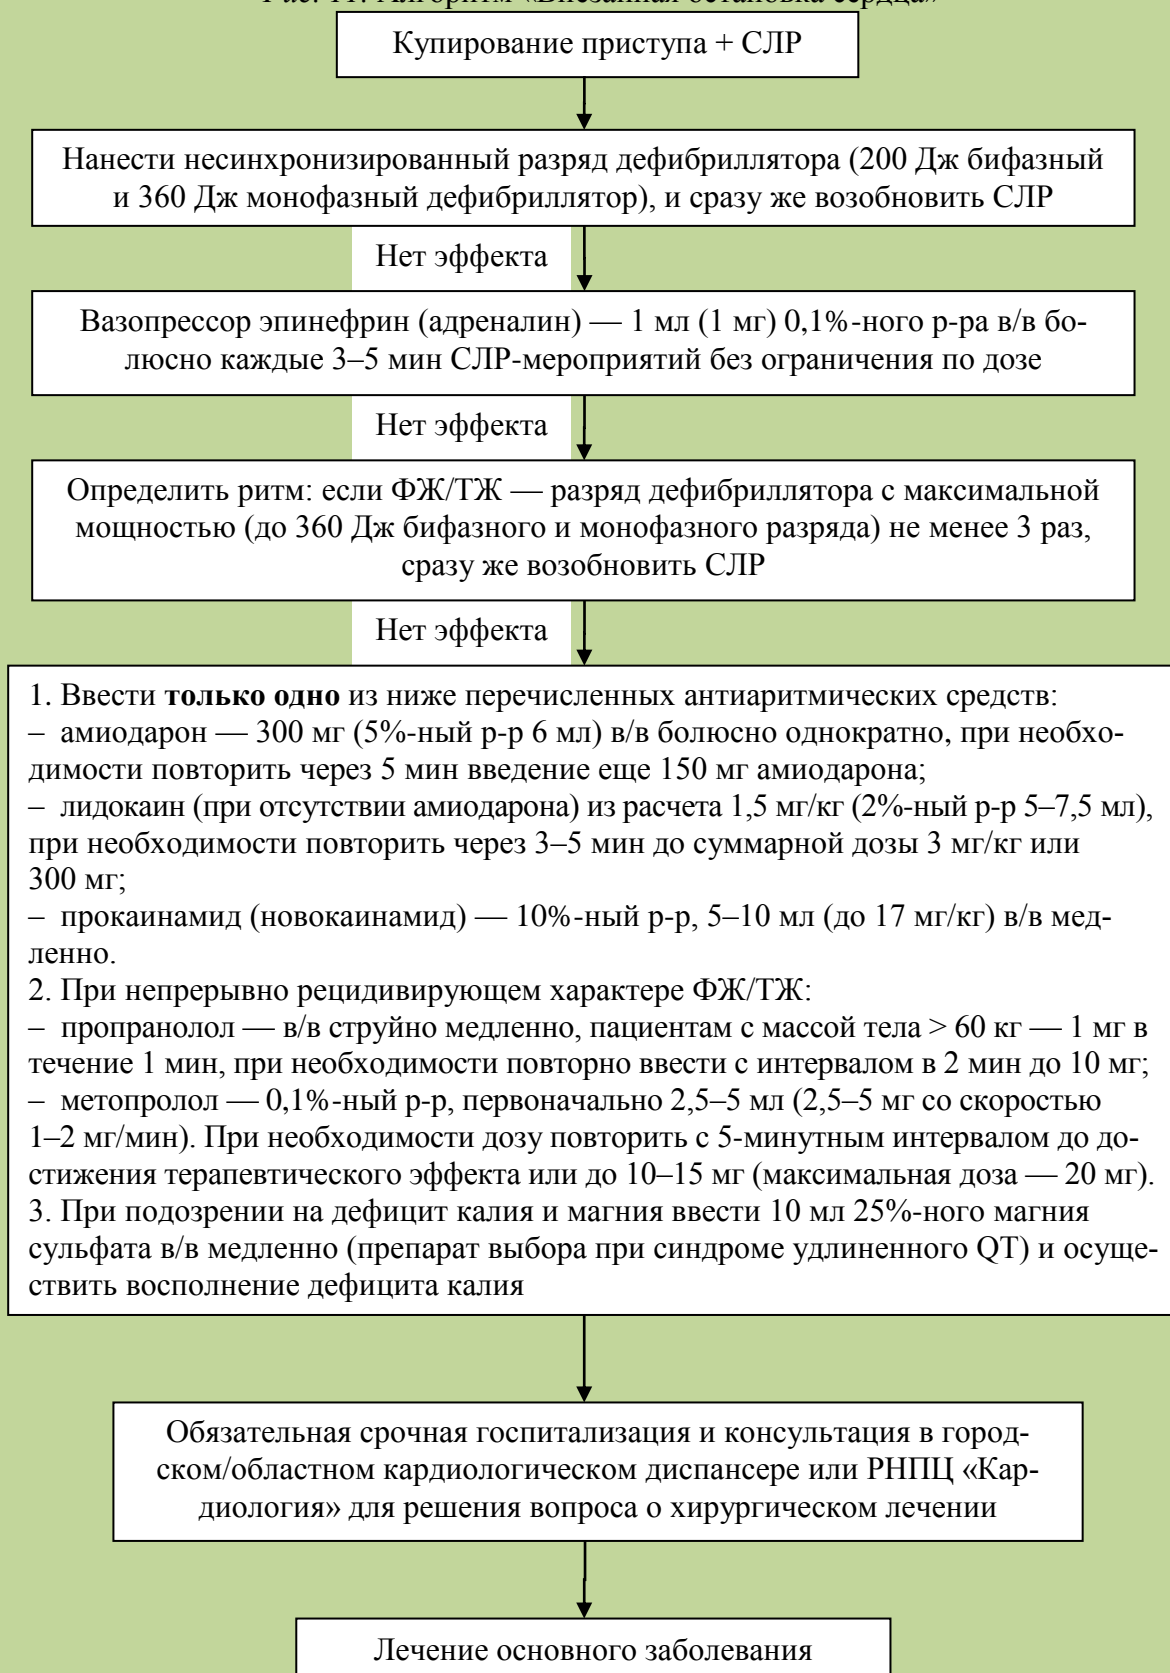 Купирование приступа + СЛР
Нанести несинхронизированный разряд дефибриллятора (200 Дж бифазный
и 360 Дж монофазный дефибриллятор), и сразу же возобновить СЛР
Нет эффекта
Вазопрессор эпинефрин (адреналин) — 1 мл (1 мг) 0,1%-ного р-ра в/в бо-
люсно каждые 3–5 мин СЛР-мероприятий без ограничения по дозе
Нет эффекта
Определить ритм: если ФЖ/ТЖ — разряд дефибриллятора с максимальной
мощностью (до 360 Дж бифазного и монофазного разряда) не менее 3 раз,
сразу же возобновить СЛР
Нет эффекта
1. Ввести только одно из ниже перечисленных антиаритмических средств:
– амиодарон — 300 мг (5%-ный р-р 6 мл) в/в болюсно однократно, при необхо-
димости повторить через 5 мин введение еще 150 мг амиодарона;
– лидокаин (при отсутствии амиодарона) из расчета 1,5 мг/кг (2%-ный р-р 5–7,5 мл),
при необходимости повторить через 3–5 мин до суммарной дозы 3 мг/кг или
300 мг;
– прокаинамид (новокаинамид) — 10%-ный р-р, 5–10 мл (до 17 мг/кг) в/в мед-
ленно.
2. При непрерывно рецидивирующем характере ФЖ/ТЖ:
– пропранолол — в/в струйно медленно, пациентам с массой тела > 60 кг — 1 мг в
течение 1 мин, при необходимости повторно ввести с интервалом в 2 мин до 10 мг;
– метопролол — 0,1%-ный р-р, первоначально 2,5–5 мл (2,5–5 мг со скоростью
1–2 мг/мин). При необходимости дозу повторить с 5-минутным интервалом до до-
стижения терапевтического эффекта или до 10–15 мг (максимальная доза — 20 мг).
3. При подозрении на дефицит калия и магния ввести 10 мл 25%-ного магния
сульфата в/в медленно (препарат выбора при синдроме удлиненного QT) и осуще-
ствить восполнение дефицита калия
Обязательная срочная госпитализация и консультация в город-
ском/областном кардиологическом диспансере или РНПЦ «Кар-
диология» для решения вопроса о хирургическом лечении
Лечение основного заболевания